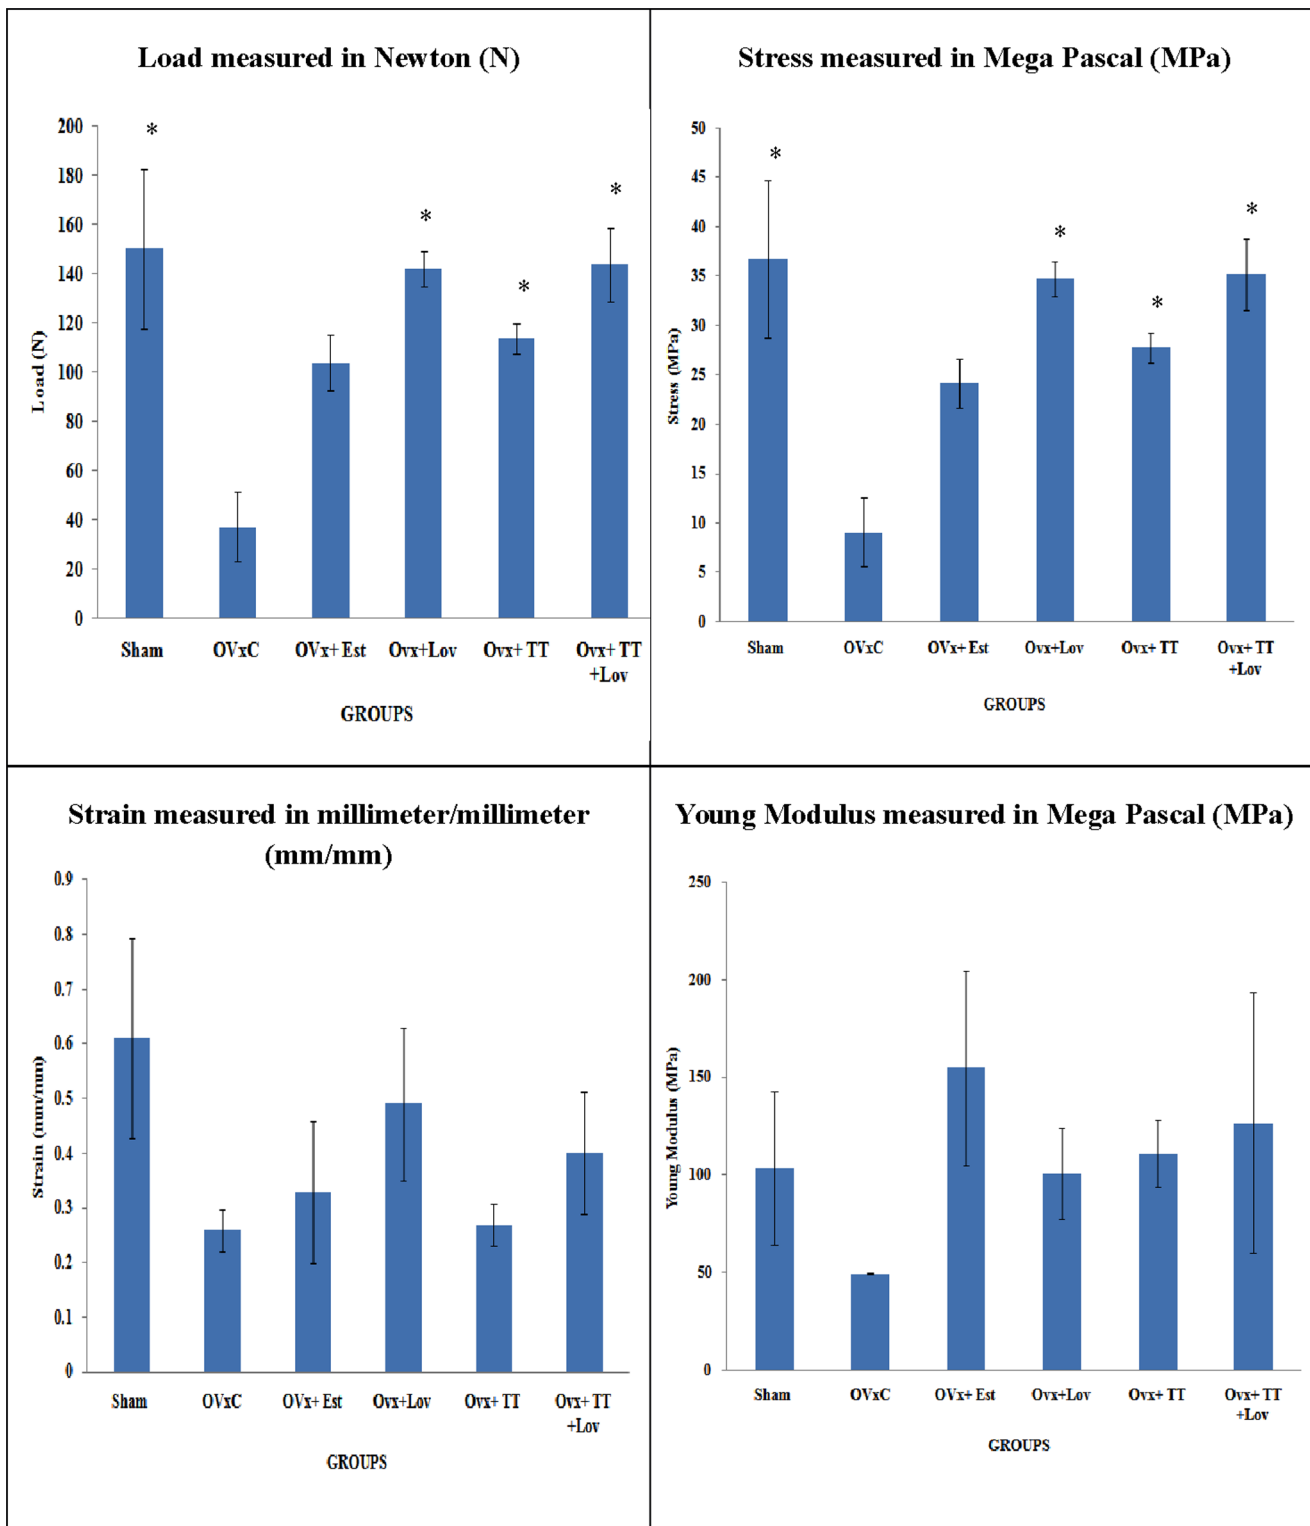 Load measured in Newton (N)
*
*
*
*
200
180
160
140
120
100
80
60
40
20
0
Load (N)
Sham
OVxC
OVx+ Est
Ovx+Lov
Ovx+ TT
Ovx+ TT
+Lov
GROUPS
Stress measured in Mega Pascal (MPa)
*
*
*
*
50
45
40
35
30
25
20
15
10
5
0
Stress (MPa)
Sham
OVxC
OVx+ Est
Ovx+Lov
Ovx+ TT
Ovx+ TT
+Lov
GROUPS
Strain measured in millimeter/millimeter
(mm/mm)
0.9
0.8
0.7
0.6
0.5
0.4
0.3
0.2
0.1
0
Strain (mm/mm)
Sham
OVxC
OVx+ Est
Ovx+Lov
Ovx+ TT
Ovx+ TT
+Lov
GROUPS
Young Modulus measured in Mega Pascal (MPa)
250
200
150
100
50
0
Young Modulus (MPa)
Sham
OVxC
OVx+ Est
Ovx+Lov
Ovx+ TT
Ovx+ TT
+Lov
GROUPS